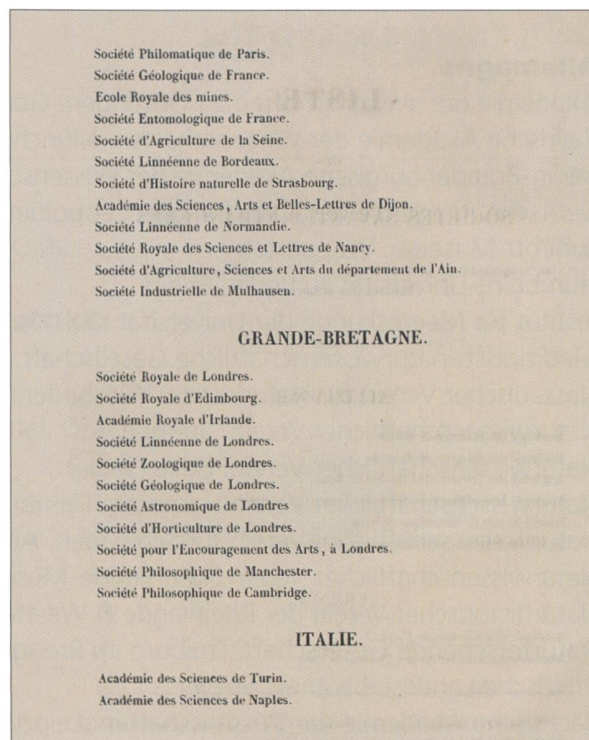 Société Philomatique de Paris.
Société Géologique de France.
Ecole Royale des mines.
Société Entomologique de France.
Société d'Agriculture de la Seine.
Société Linnéenne de Bordeaux.
Société d'Histoire naturelle de Strasbourg.
Académie des Sciences, Arts et Belles-Lettres de Dijon.
Société Linnéenne de Normandie.
Société Royale des Sciences et Lettres de Nancy.
Société d'Agriculture, Sciences et Arts du département de l'Ain.
Société Industrielle de Mulhausen.
GRANDE-BRETAGNE.
Société Royale de Londres.
Société Royale d'Edimbourg.
Académie Royale d'Irlande.
Société Linnéenne de Londres.
Société Zoologique de Londres.
Société Géologique de Londres.
Société Astronomique de Londres
Société d'Horticulture de Londres.
Société pour l'Encouragement des Arts, à Londres.
Société Philosophique de Manchester.
Société Philosophique de Cambridge.
ITALIE.
Académie des Sciences de Turin.
Académie des Sciences de Naples.